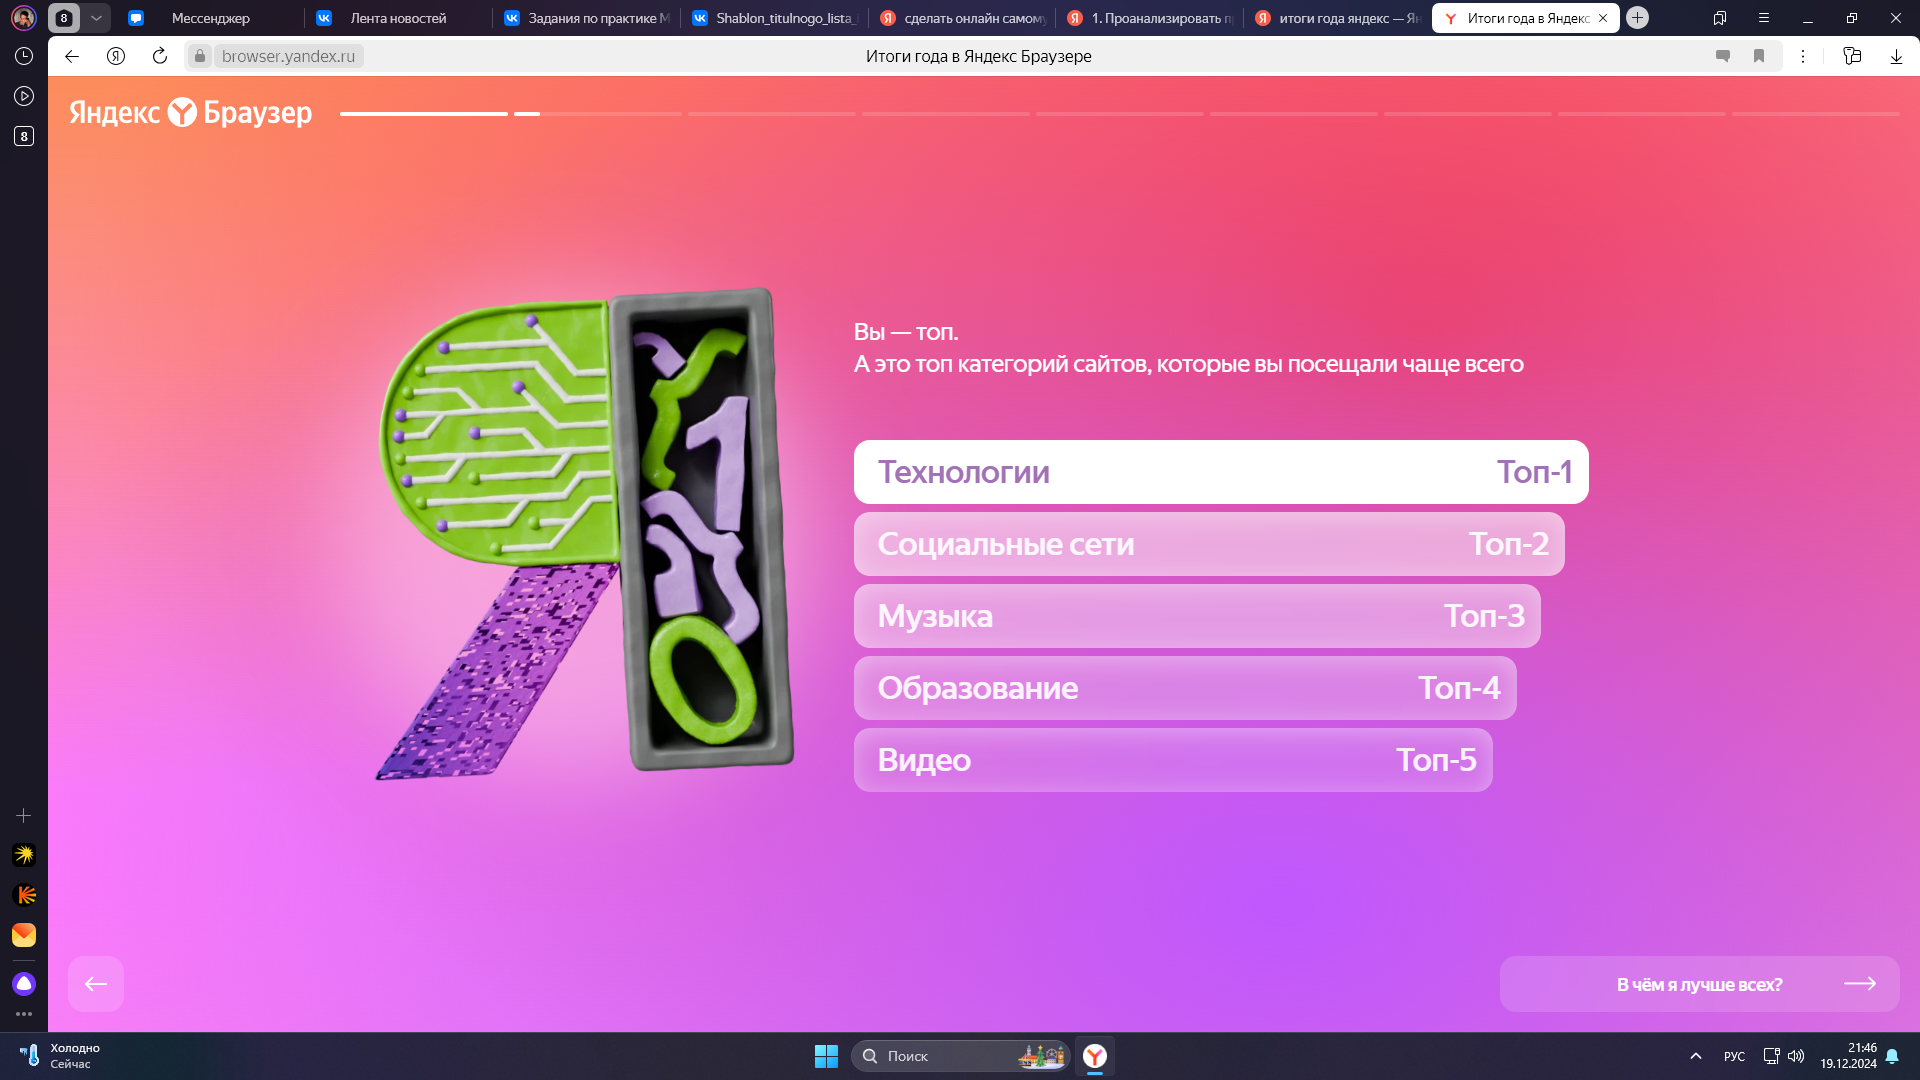 8
Мессенджер
Лента новостей
Задания по практике М
Shablon_titulnogo_lista_
сделать онлайн самому
1. Проанализировать п
итоги года яндекс — Ян
Итоги года в Яндекс
browser.yandex.ru
Итоги года в Яндекс Браузере
8
Яндекс Браузер
Вы — топ.
А это топ категорий сайтов, которые вы посещали чаще всего
Технологии Топ-1
Социальные сети Топ-2
Музыка Топ-3
Образование Топ-4
Видео Топ-5
В чём я лучше всех?
Холодно
Сейчас
Поиск
РУС
21:46
19.12.2024